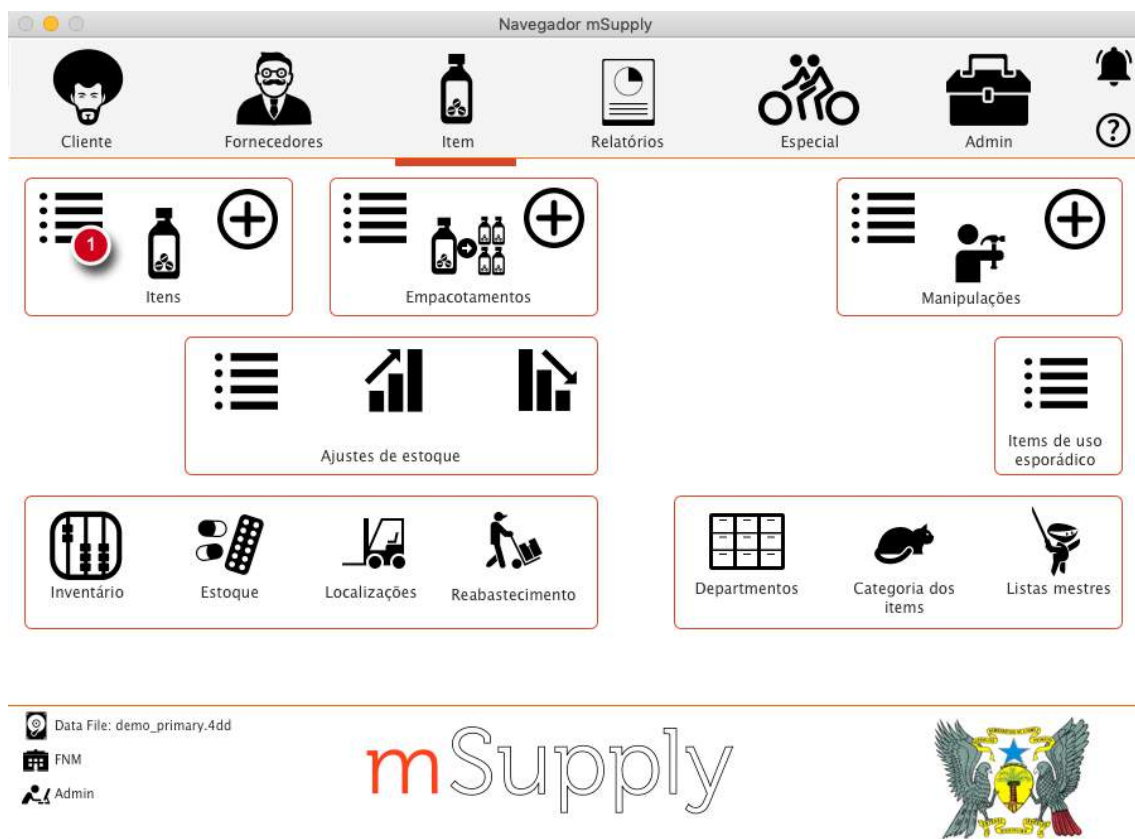 Navegador mSupply
Cliente
Fornecedores
Item
Relatórios
Especial
Admin
?
1
Itens
Empacotamentos
Manipulações
Ajustes de estoque
Items de uso
esporádico
Inventário
Estoque
Localizações
Reabastecimento
Departmentos
Categoria dos
items
Listas mestres
Data File: demo_primary.4dd
FNM
Admin
mSupply